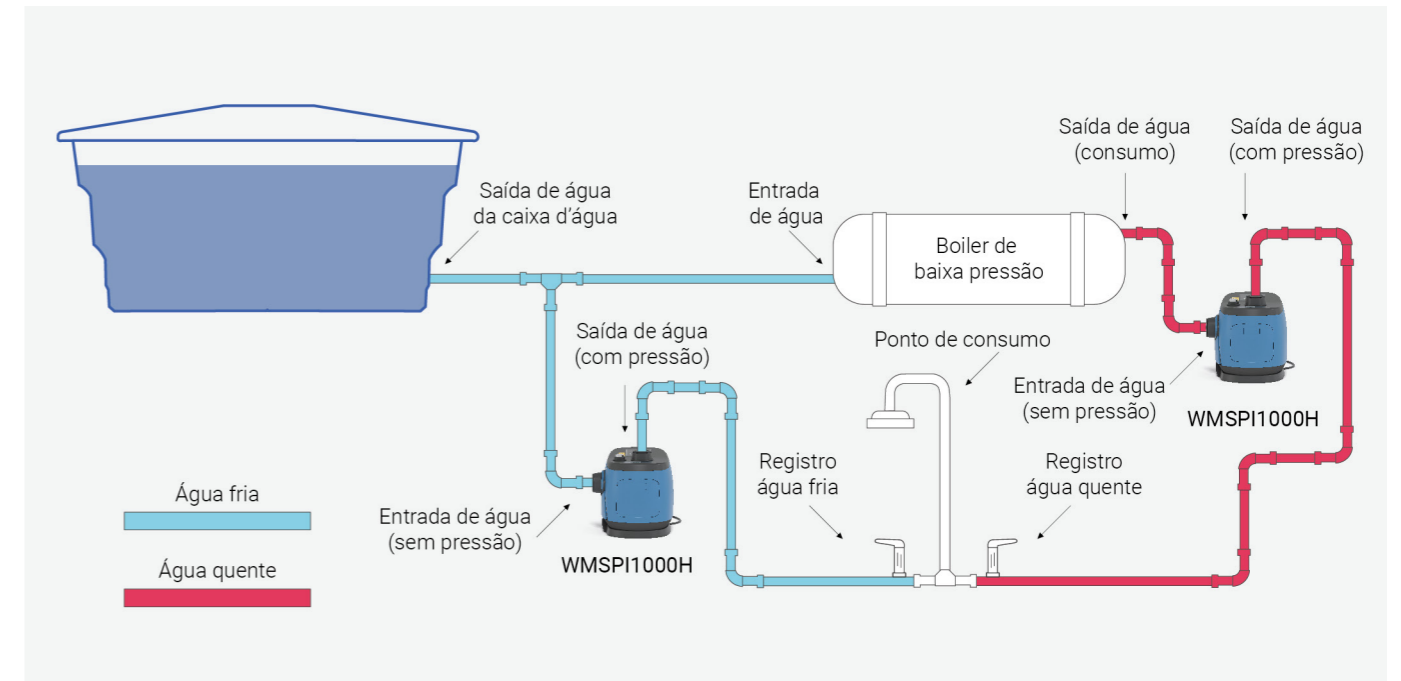 Saída de água
(consumo)
Saída de água
(com pressão)
Saída de água
da caixa d’água
Entrada
de água
Boiler de
baixa pressão
Saída de água
(com pressão)
Ponto de consumo
Entrada de água
(sem pressão)
WMSPI1000H
Registro
água fria
Registro
água quente
Água fria
Entrada de água
(sem pressão)
WMSPI1000H
Água quente